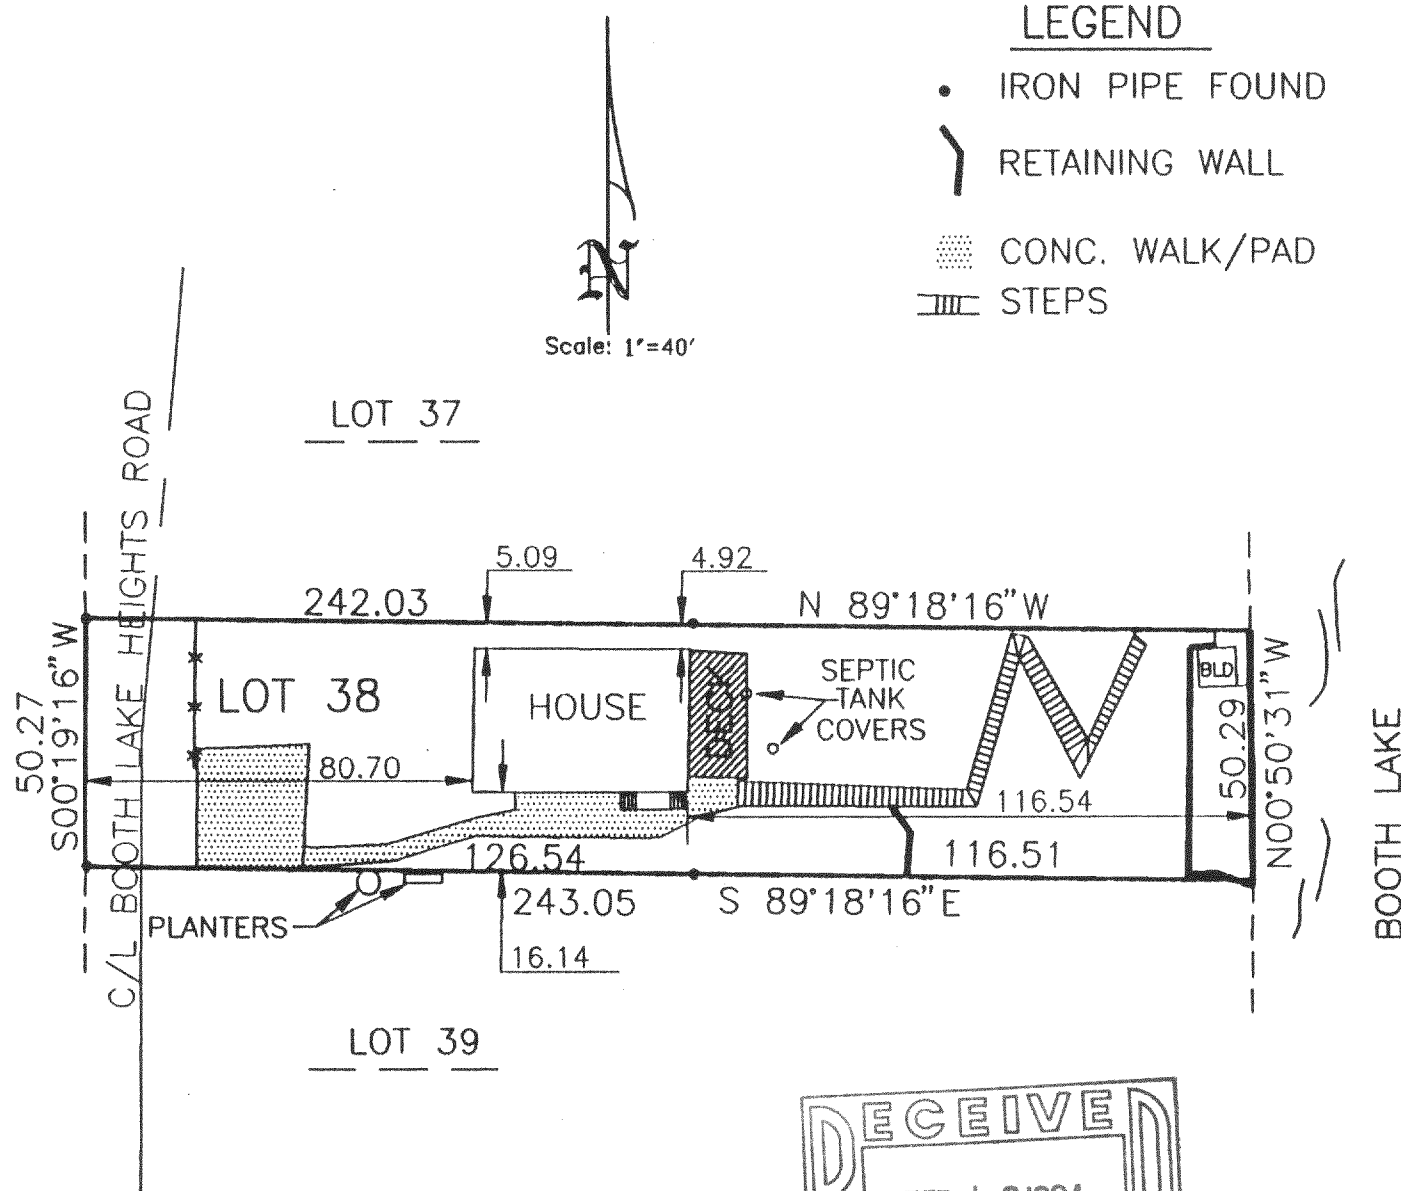 LEGEND
IRON PIPE FOUND
RETAINING WALL
CONC. WALK/PAD
STEPS
N
Scale: 1"=40'
LOT 37
C/L BOOTH LAKE HEIGHTS ROAD
5.09
4.92
242.03
N 89°18'16"W
50.27
S00°19'16"W
LOT 38
HOUSE
DECK
SEPTIC
TANK
COVERS
BLD
50.29
N00°50'31"W
BOOTH LAKE
80.70
116.54
126.54
116.51
243.05
S 89°18'16"E
PLANTERS
16.14
LOT 39
RECEIVED